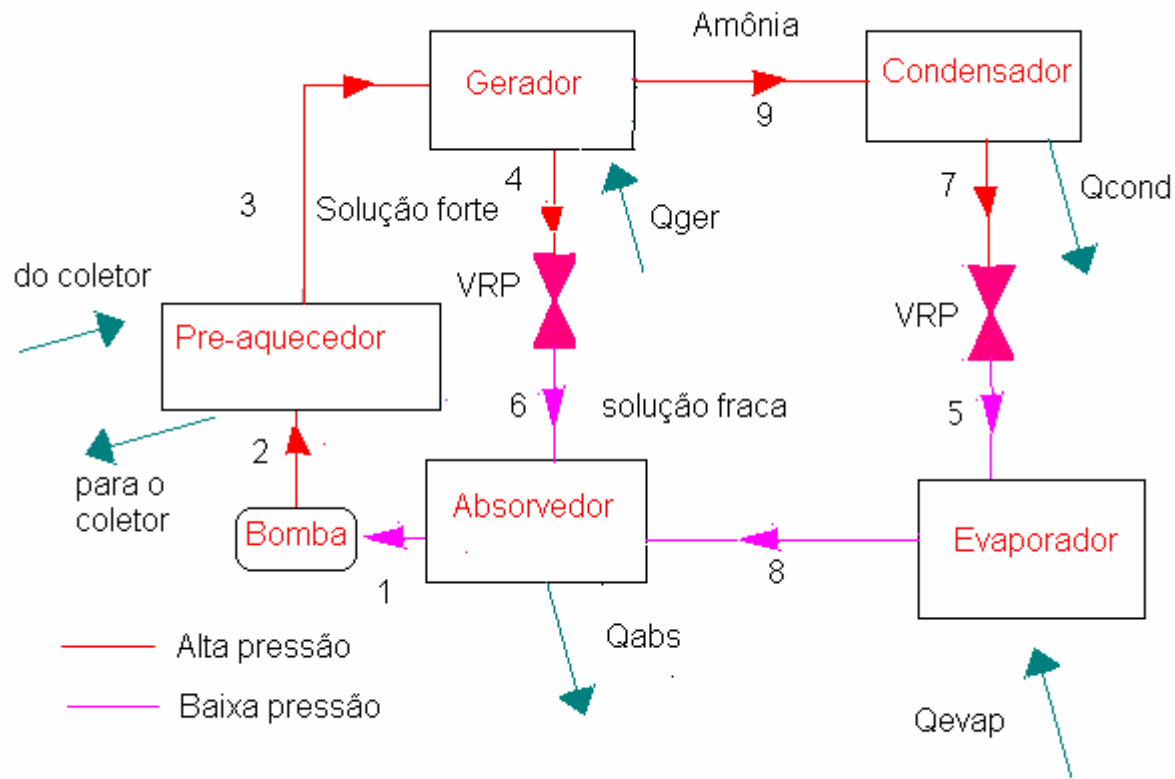 Amônia
Gerador
Condensador
9
4
7
3
Solução forte
Qger
Qcond
do coletor
VRP
VRP
Pre-aquecedor
6
solução fraca
5
2
para o
coletor
Absorvedor
Bomba
Evaporador
1
8
Qabs
Alta pressão
Baixa pressão
Qevap